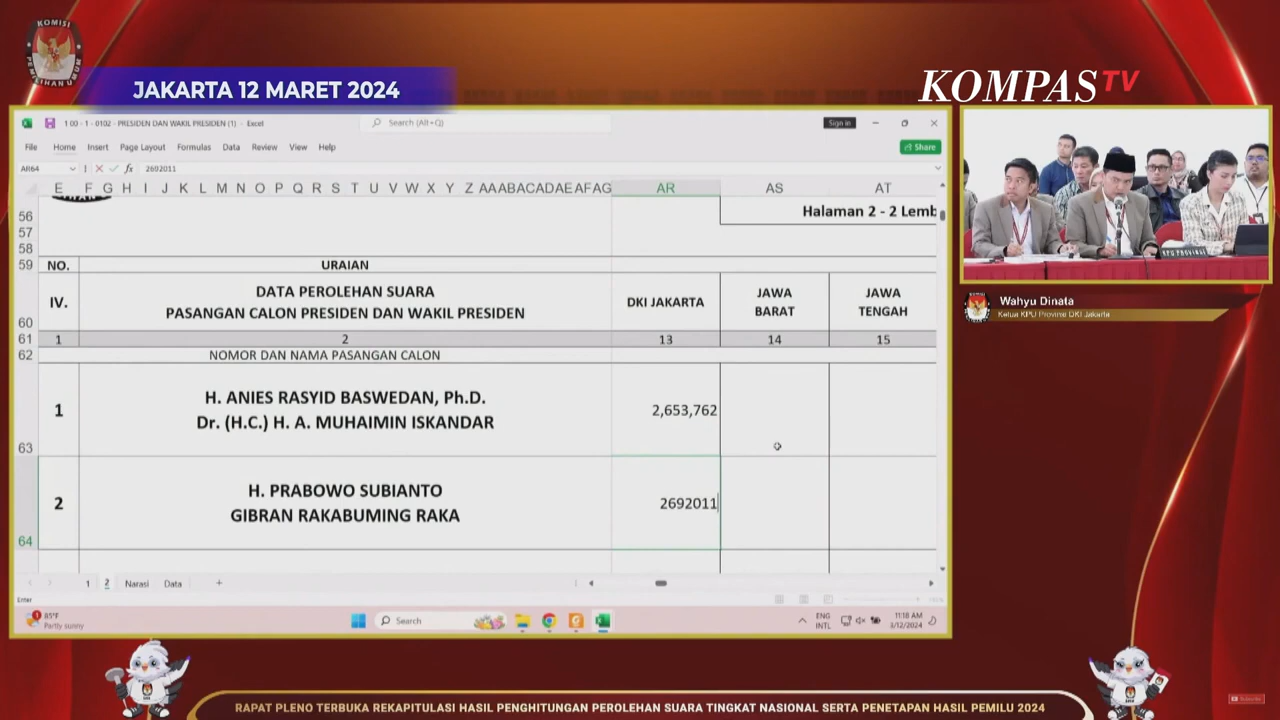 KOMISI
PEMILIHAN UMUM
JAKARTA 12 MARET 2024
KOMPAS TV
1 00 - 1 - 0102 - PRESIDEN DAN WAKIL PRESIDEN (1) - Excel
Search (Alt+Q)
Sign in
File Home Insert Page Layout Formulas Data Review View Help
Share
AR64
fx 2692011
E F G H I J K L M N O P Q R S T U V W X Y Z AA AB AC AD AE AF AG AR AS AT
56 Halaman 2 - 2 Lemb
57
58
59 NO. URAIAN
IV. DATA PEROLEHAN SUARA
PASANGAN CALON PRESIDEN DAN WAKIL PRESIDEN
DKI JAKARTA
JAWA
BARAT
JAWA
TENGAH
60
61 1 2 13 14 15
62 NOMOR DAN NAMA PASANGAN CALON
1 H. ANIES RASYID BASWEDAN, Ph.D.
Dr. (H.C.) H. A. MUHAIMIN ISKANDAR
2,653,762
63
2 H. PRABOWO SUBIANTO
GIBRAN RAKABUMING RAKA
2692011
64
1 2 Narasi Data +
Enter
1
85°F
Partly sunny
Search
ENG
INTL
11:18 AM
3/12/2024
KPU PROVINSI
Wahyu Dinata
Ketua KPU Provinsi DKI Jakarta
RAPAT PLENO TERBUKA REKAPITULASI HASIL PENGHITUNGAN PEROLEHAN SUARA TINGKAT NASIONAL SERTA PENETAPAN HASIL PEMILU 2024
Subscribe